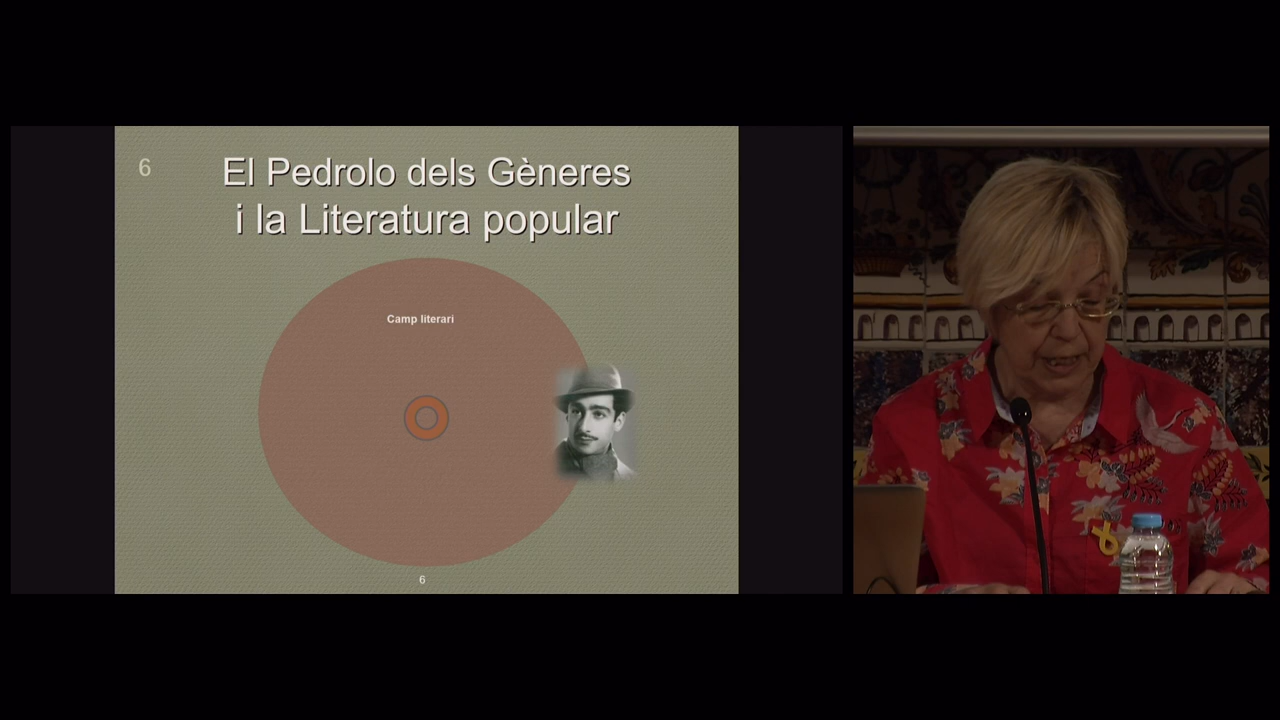 6
El Pedrolo dels Gèneres
i la Literatura popular
Camp literari
6